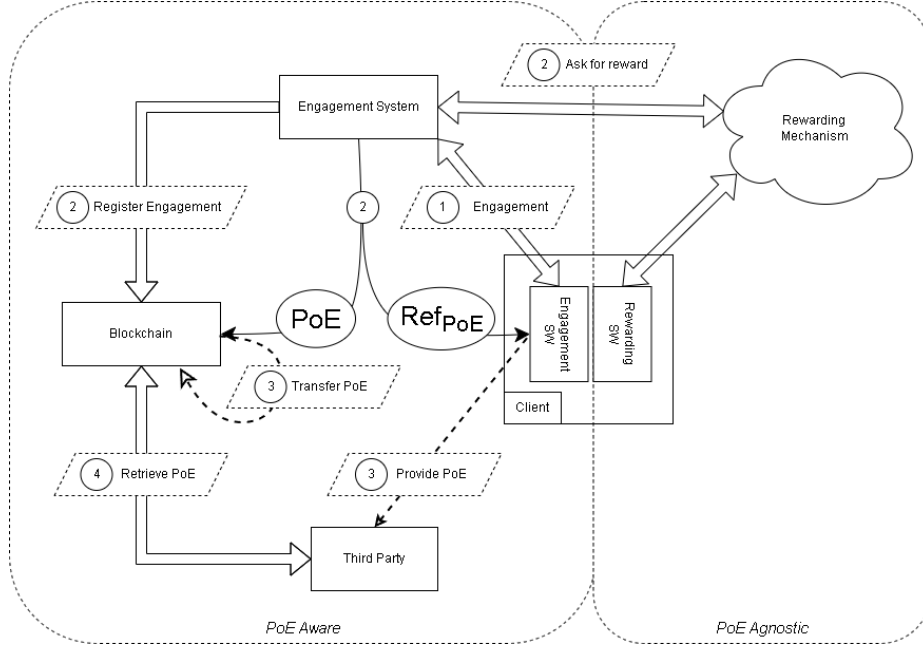 2 Ask for reward
Engagement System
Rewarding
Mechanism
2 Register Engagement
2
1 Engagement
PoE
Ref PoE
Blockchain
Engagement
SW
Rewarding
SW
3 Transfer PoE
Client
4 Retrieve PoE
3 Provide PoE
Third Party
PoE Aware
PoE Agnostic